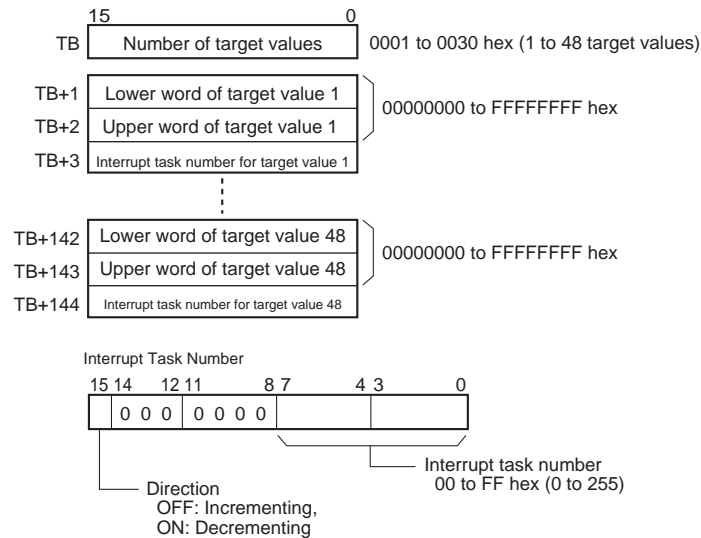 15 0
TB Number of target values 0001 to 0030 hex (1 to 48 target values)
TB+1 Lower word of target value 1
00000000 to FFFFFFFF hex
TB+2 Upper word of target value 1
TB+3 Interrupt task number for target value 1
TB+142 Lower word of target value 48
00000000 to FFFFFFFF hex
TB+143 Upper word of target value 48
TB+144 Interrupt task number for target value 48
Interrupt Task Number
15 14 12 11 8 7 4 3 0
0 0 0 0 0 0 0
Interrupt task number
00 to FF hex (0 to 255)
Direction
OFF: Incrementing,
ON: Decrementing